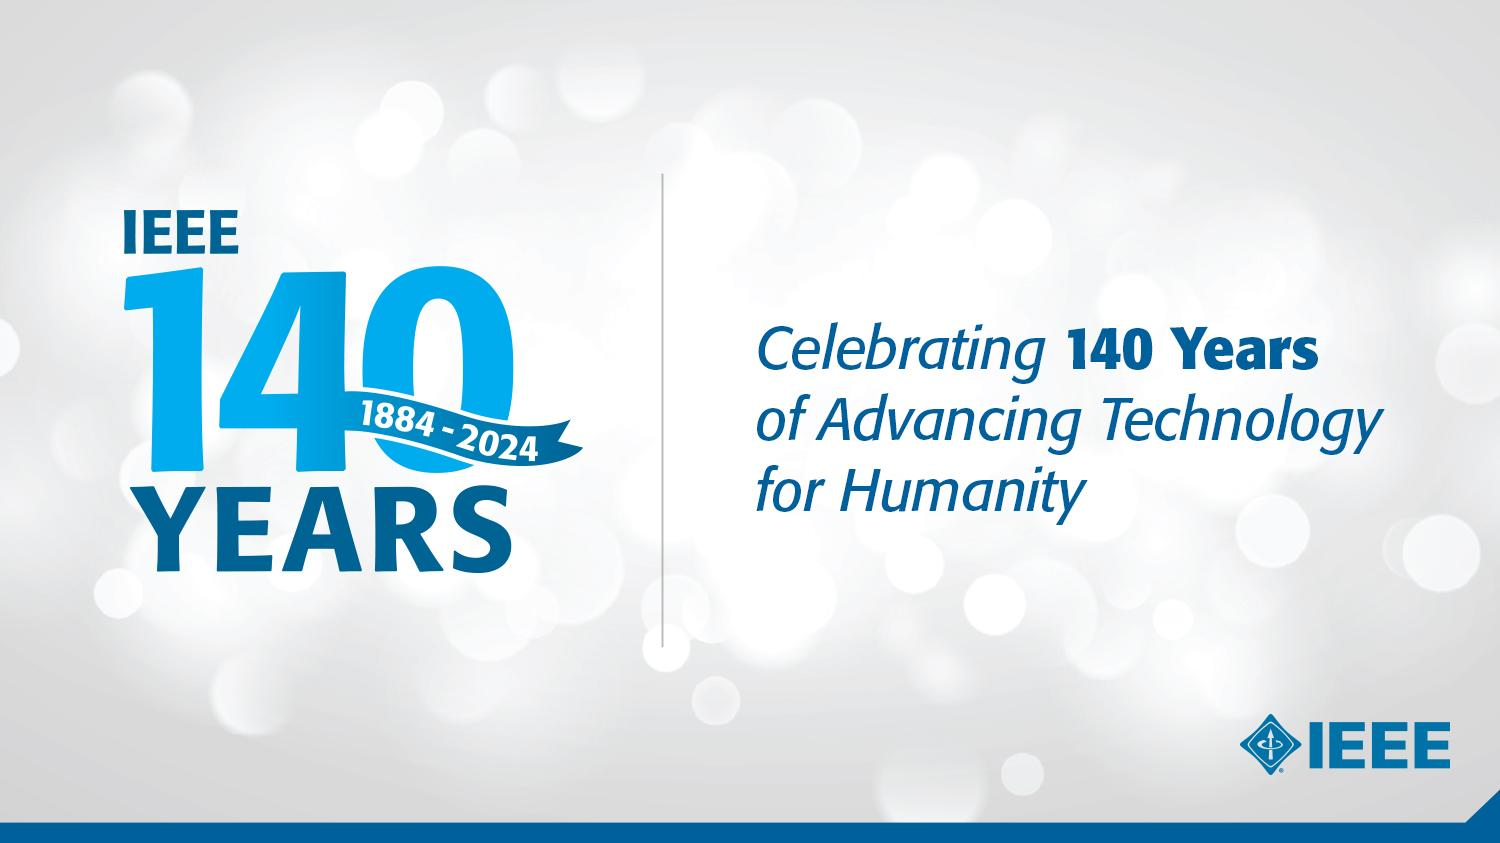 IEEE
140
1884 - 2024
YEARS
Celebrating 140 Years
of Advancing Technology
for Humanity
IEEE